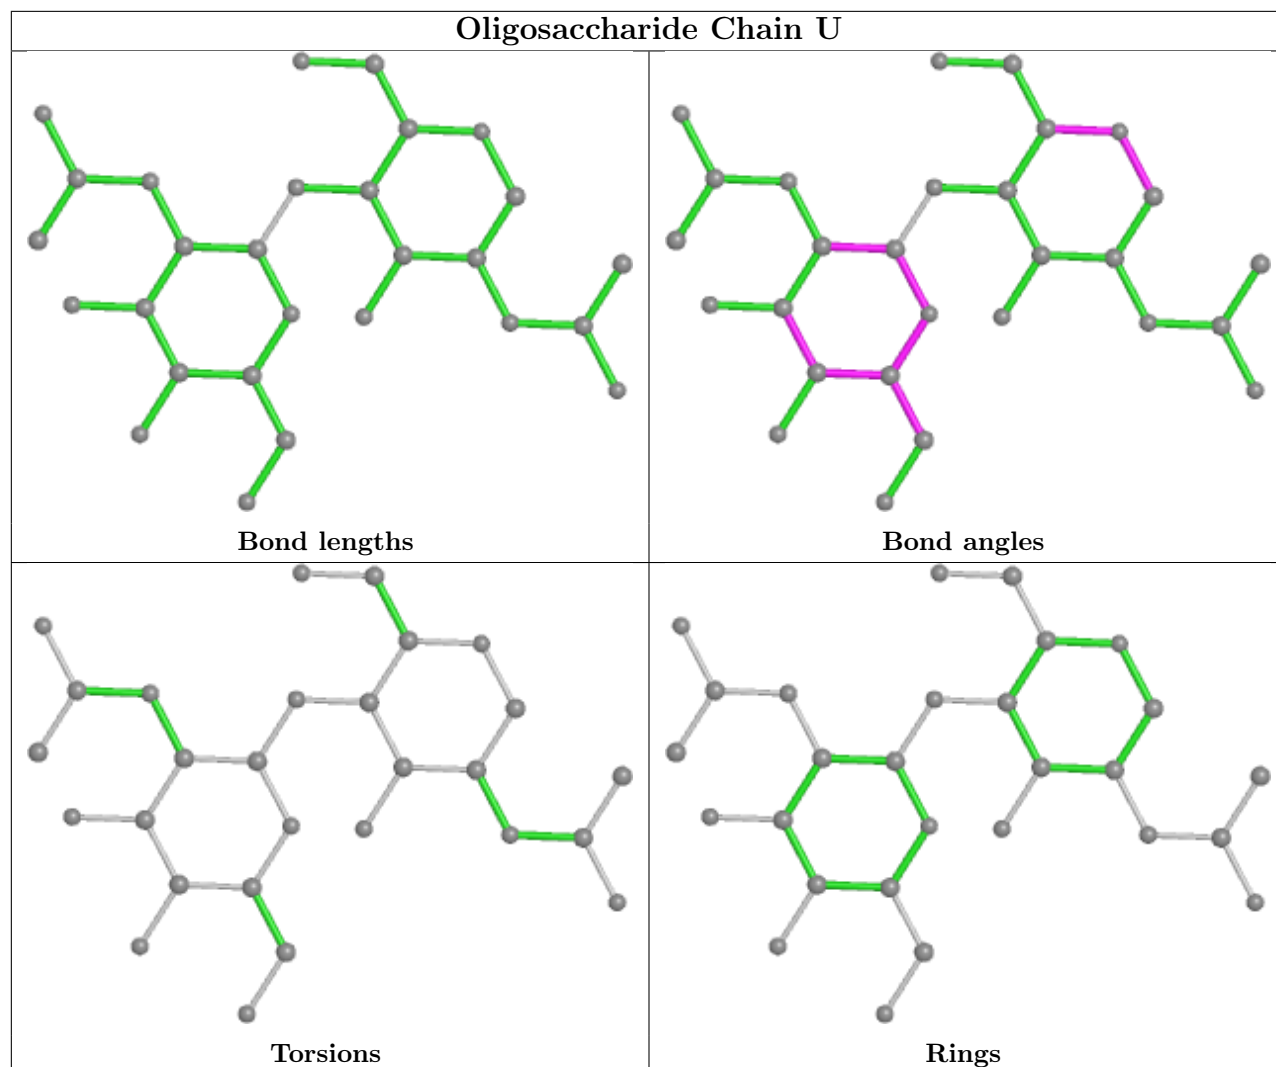 Oligosaccharide Chain U
Bond lengths
Bond angles
Torsions
Rings